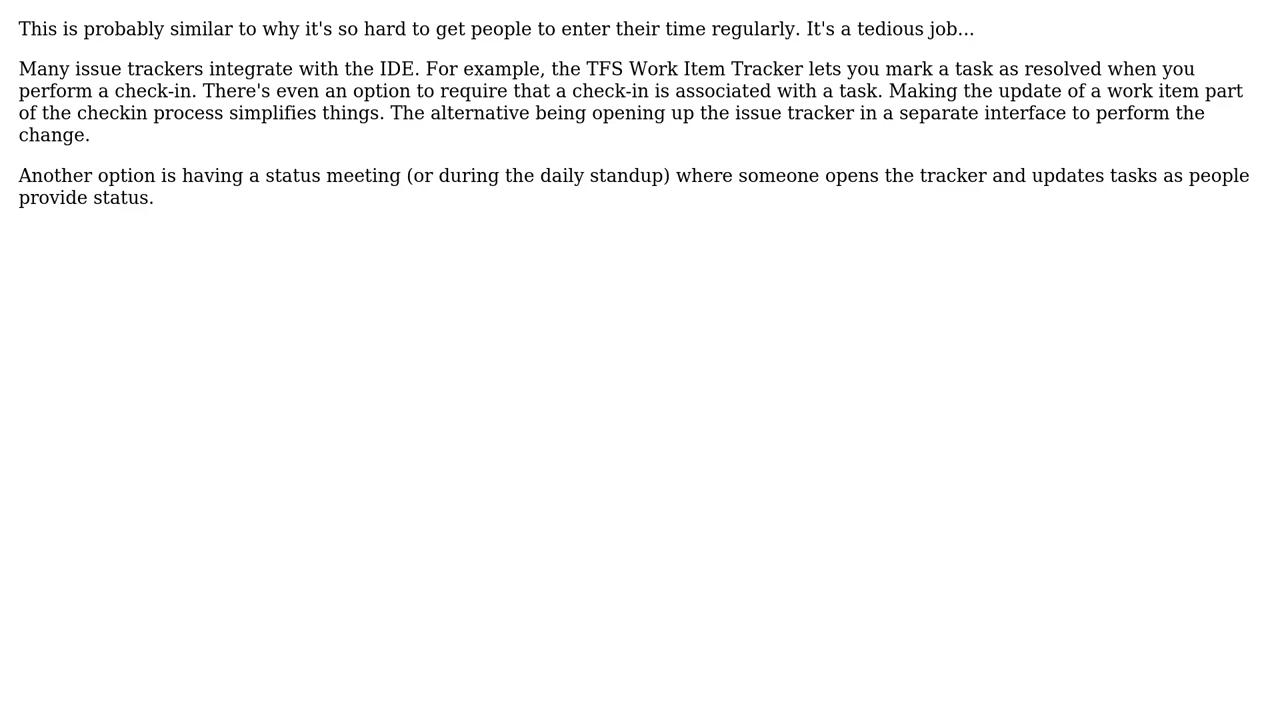 This is probably similar to why it's so hard to get people to enter their time regularly. It's a tedious job...
Many issue trackers integrate with the IDE. For example, the TFS Work Item Tracker lets you mark a task as resolved when you
perform a check-in. There's even an option to require that a check-in is associated with a task. Making the update of a work item part
of the checkin process simplifies things. The alternative being opening up the issue tracker in a separate interface to perform the
change.
Another option is having a status meeting (or during the daily standup) where someone opens the tracker and updates tasks as people
provide status.